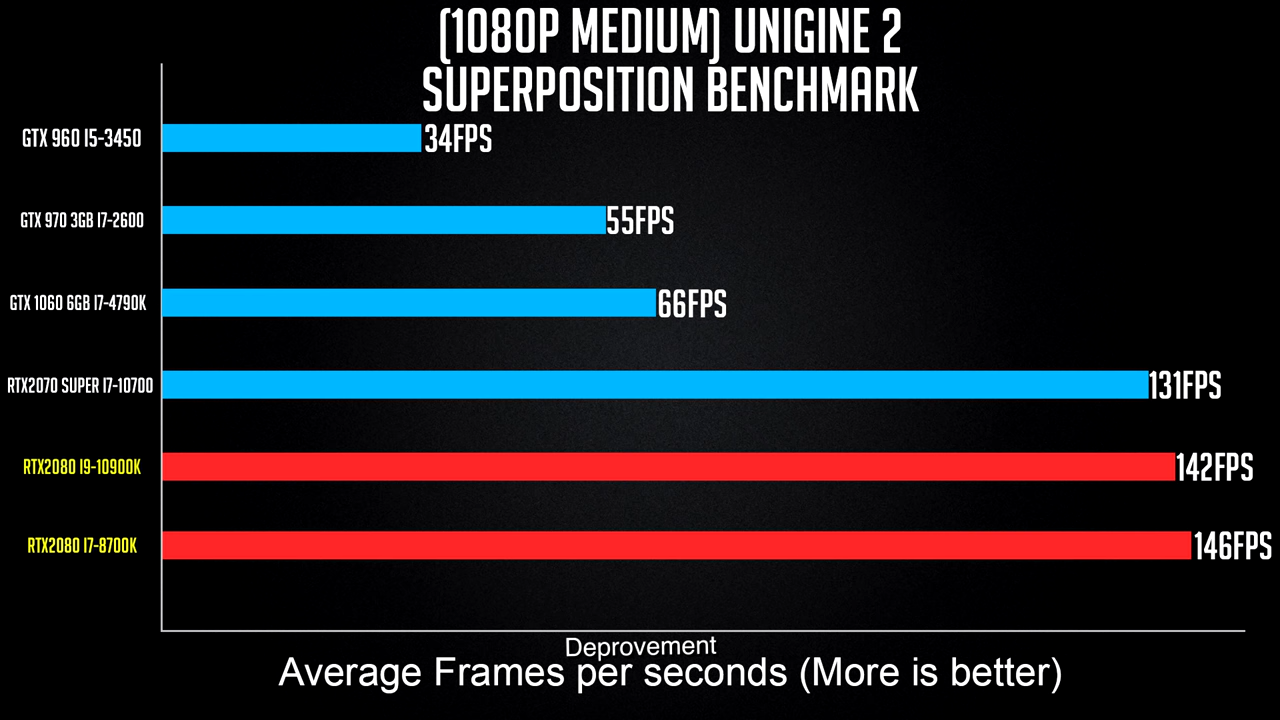 (1080P MEDIUM) UNIGINE 2
SUPERPOSITION BENCHMARK
GTX 960 I5-3450
34FPS
GTX 970 3GB I7-2600
55FPS
GTX 1060 6GB I7-4790K
66FPS
RTX2070 SUPER I7-10700
131FPS
RTX2080 I9-10900K
142FPS
RTX2080 I7-8700K
146FPS
Deprovement
Average Frames per seconds (More is better)